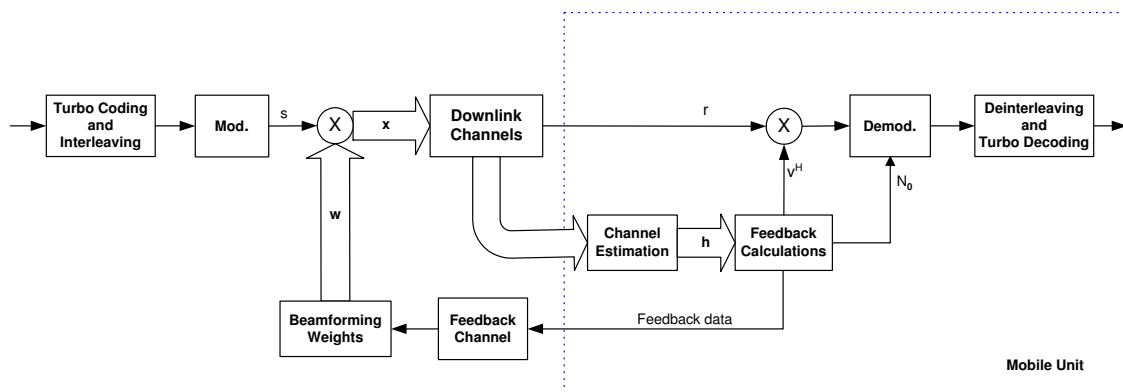 Turbo Coding
and
Interleaving
Mod.
s
X
x
Downlink
Channels
r
X
Demod.
Deinterleaving
and
Turbo Decoding
v^H
N₀
w
Channel
Estimation
h
Feedback
Calculations
Beamforming
Weights
Feedback
Channel
Feedback data
Mobile Unit